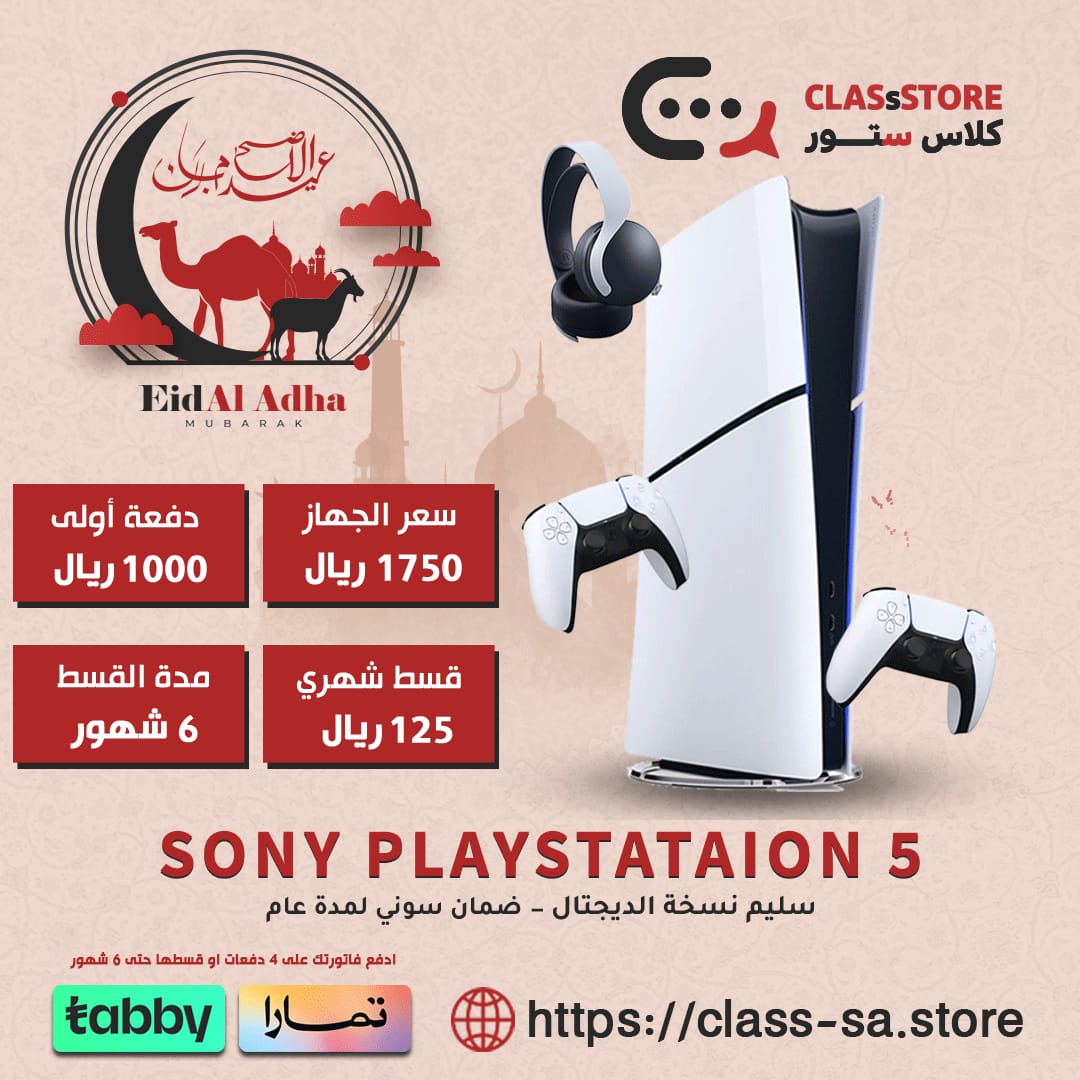 CLASsSTORE
كلاس ستور
عيد الاضحى مبارك
Eid Al Adha
MUBARAK
سعر الجهاز
1750 ريال
دفعة أولى
1000 ريال
قسط شهري
125 ريال
مدة القسط
6 شهور
SONY PLAYSTATAION 5
سليم نسخة الديجتال – ضمان سوني لمدة عام
ادفع فاتورتك على 4 دفعات او قسطها حتى 6 شهور
tabby
تمارا
https://class-sa.store